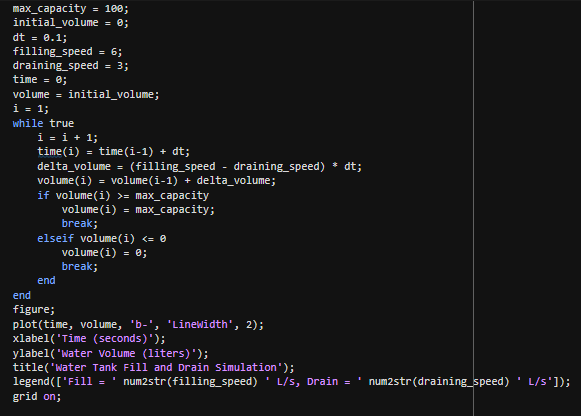 max_capacity = 100;
initial_volume = 0;
dt = 0.1;
filling_speed = 6;
draining_speed = 3;
time = 0;
volume = initial_volume;
i = 1;
while true
    i = i + 1;
    time(i) = time(i-1) + dt;
    delta_volume = (filling_speed - draining_speed) * dt;
    volume(i) = volume(i-1) + delta_volume;
    if volume(i) >= max_capacity
        volume(i) = max_capacity;
        break;
    elseif volume(i) <= 0
        volume(i) = 0;
        break;
    end
end
figure;
plot(time, volume, 'b-', 'LineWidth', 2);
xlabel('Time (seconds)');
ylabel('Water Volume (liters)');
title('Water Tank Fill and Drain Simulation');
legend(['Fill = ' num2str(filling_speed) ' L/s, Drain = ' num2str(draining_speed) ' L/s']);
grid on;